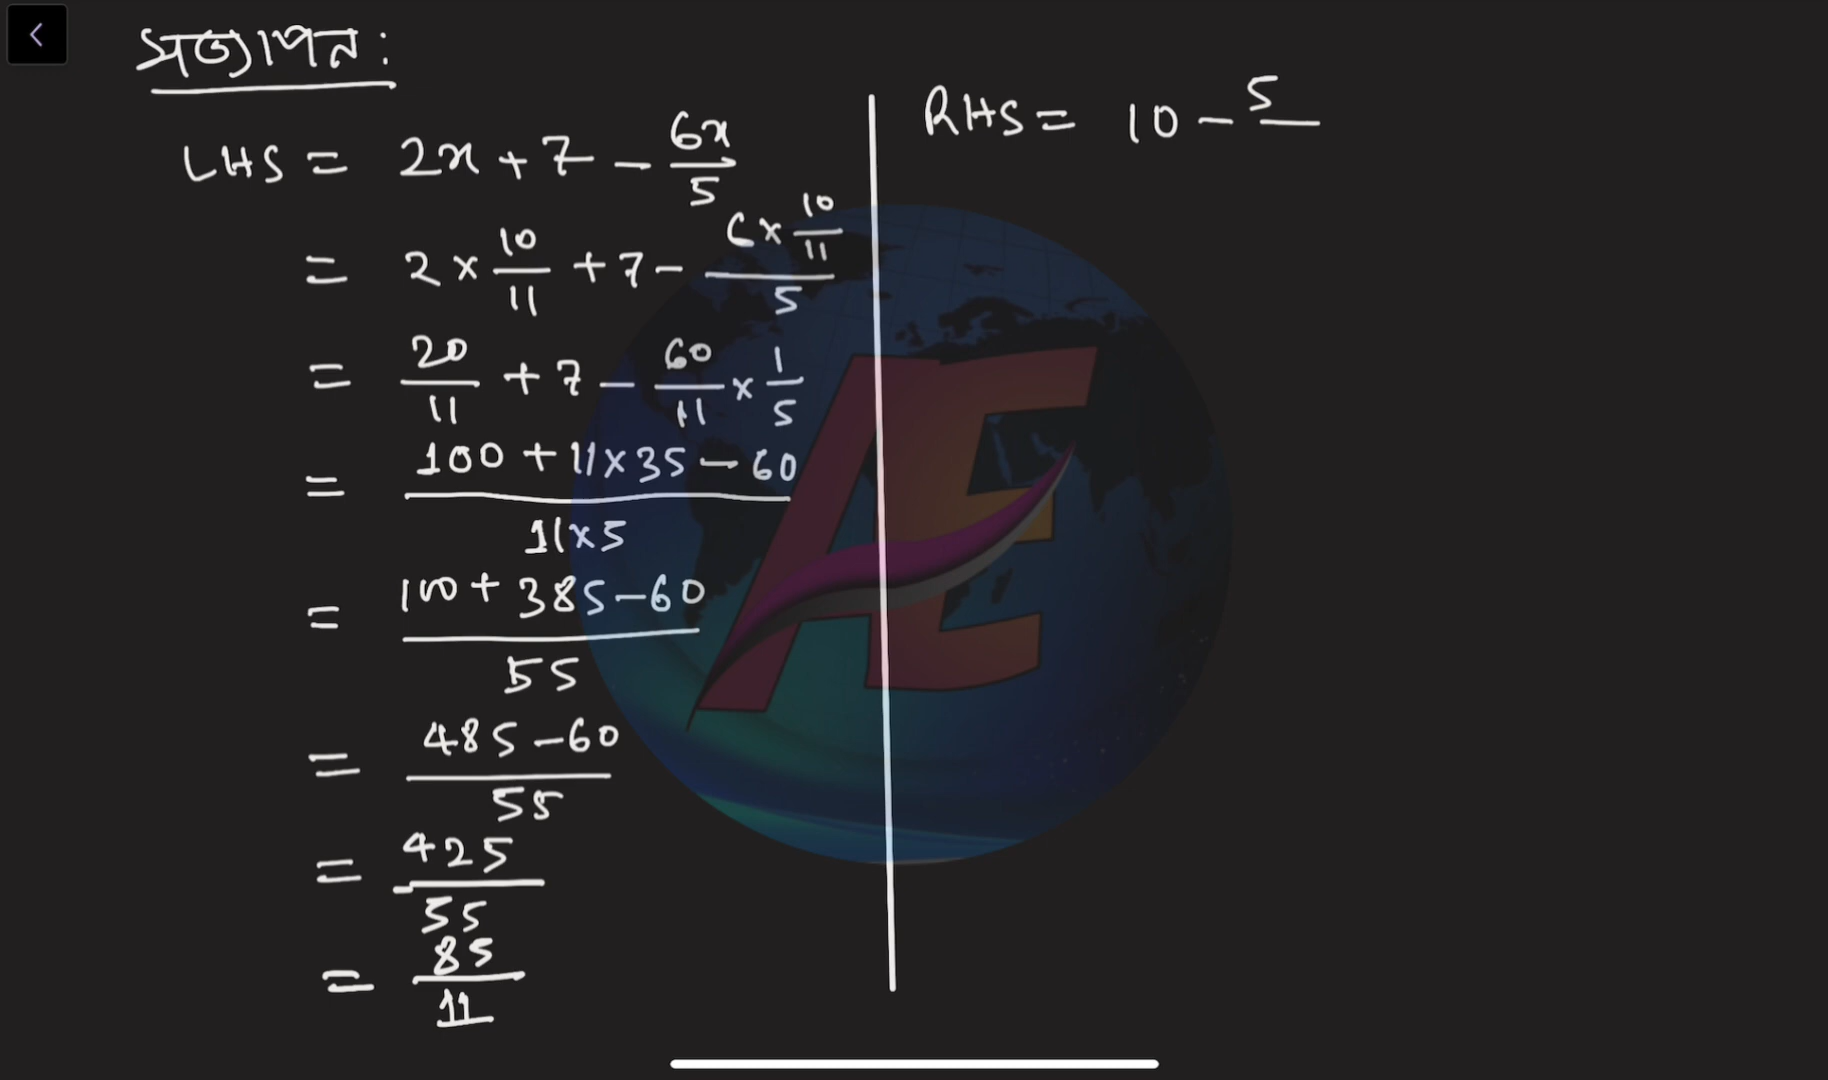 সত্যাপন:
LHS = 2x + 7 - 6x/5
= 2 × 10/11 + 7 - (6 × 10/11)/5
= 20/11 + 7 - 60/11 × 1/5
= (100 + 11×35 - 60)/(11×5)
= (100 + 385 - 60)/55
= (485 - 60)/55
= 425/55
= 85/11
RHS = 10 - 5/
AE